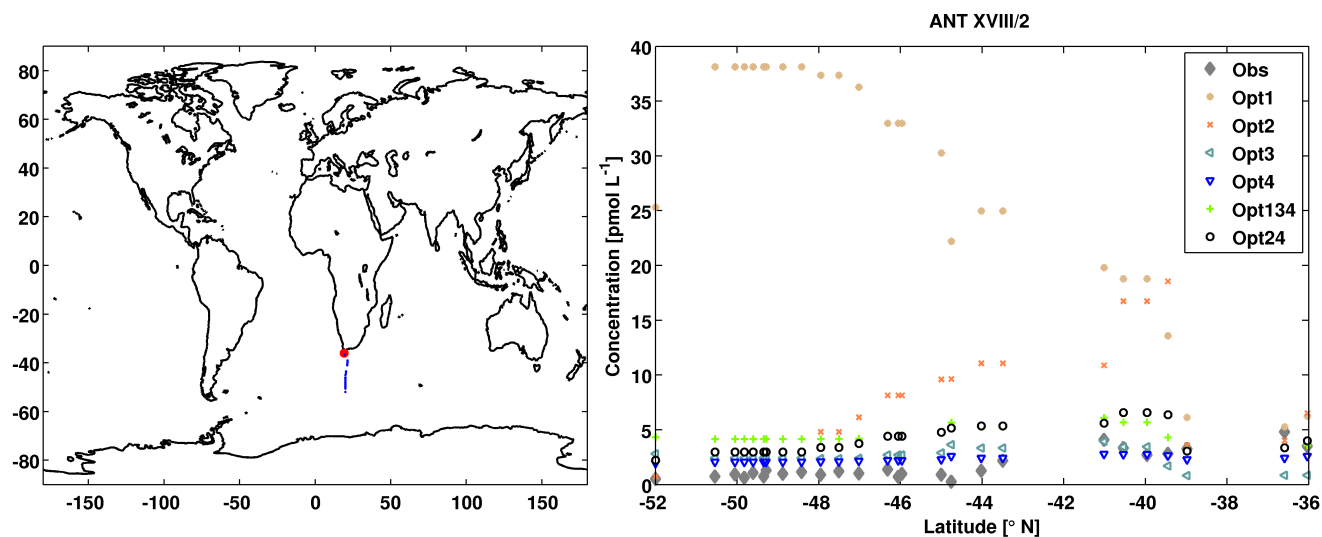 80
60
40
20
0
-20
-40
-60
-80
-150 -100 -50 0 50 100 150
ANT XVIII/2
Concentration [pmol L-1]
40
35
30
25
20
15
10
5
0
-52 -50 -48 -46 -44 -42 -40 -38 -36
Latitude [° N]
Obs
Opt1
Opt2
Opt3
Opt4
Opt134
Opt24